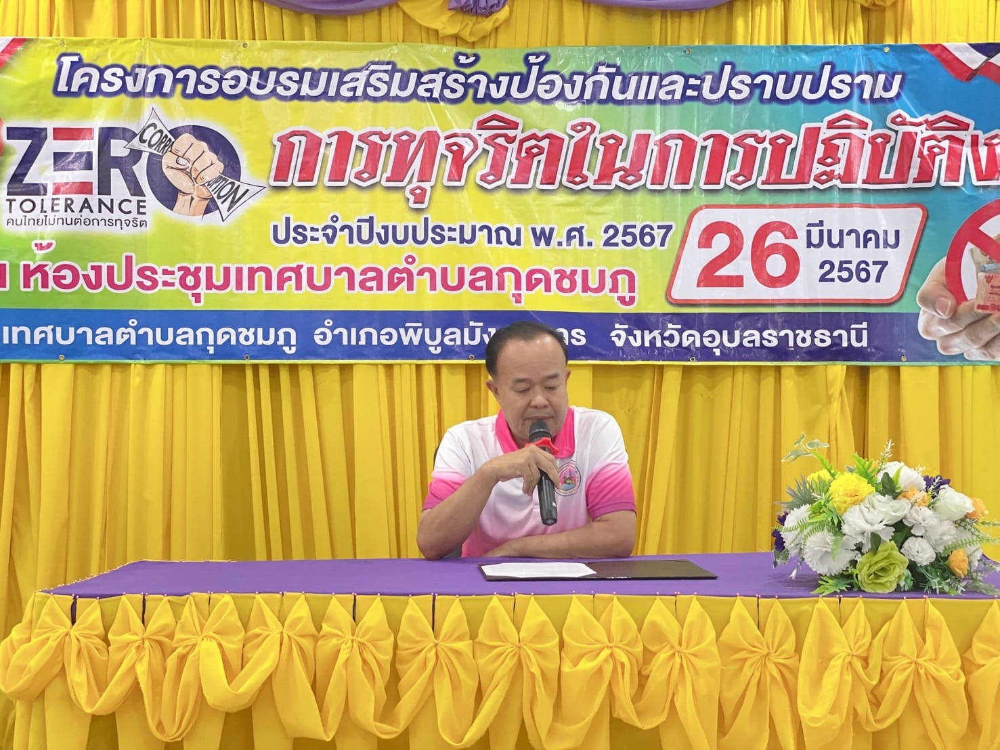 โครงการอบรมเสริมสร้างป้องกันและปราบปราม
ZERO
CORRUPTION
TOLERANCE
คนไทยไม่ทนต่อการทุจริต
การทุจริตในการปฏิบัติ
ประจำปีงบประมาณ พ.ศ. 2567
26 มีนาคม
2567
ห้องประชุมเทศบาลตำบลกุดชมภู
เทศบาลตำบลกุดชมภู อำเภอพิบูลมัง จังหวัดอุบลราชธานี